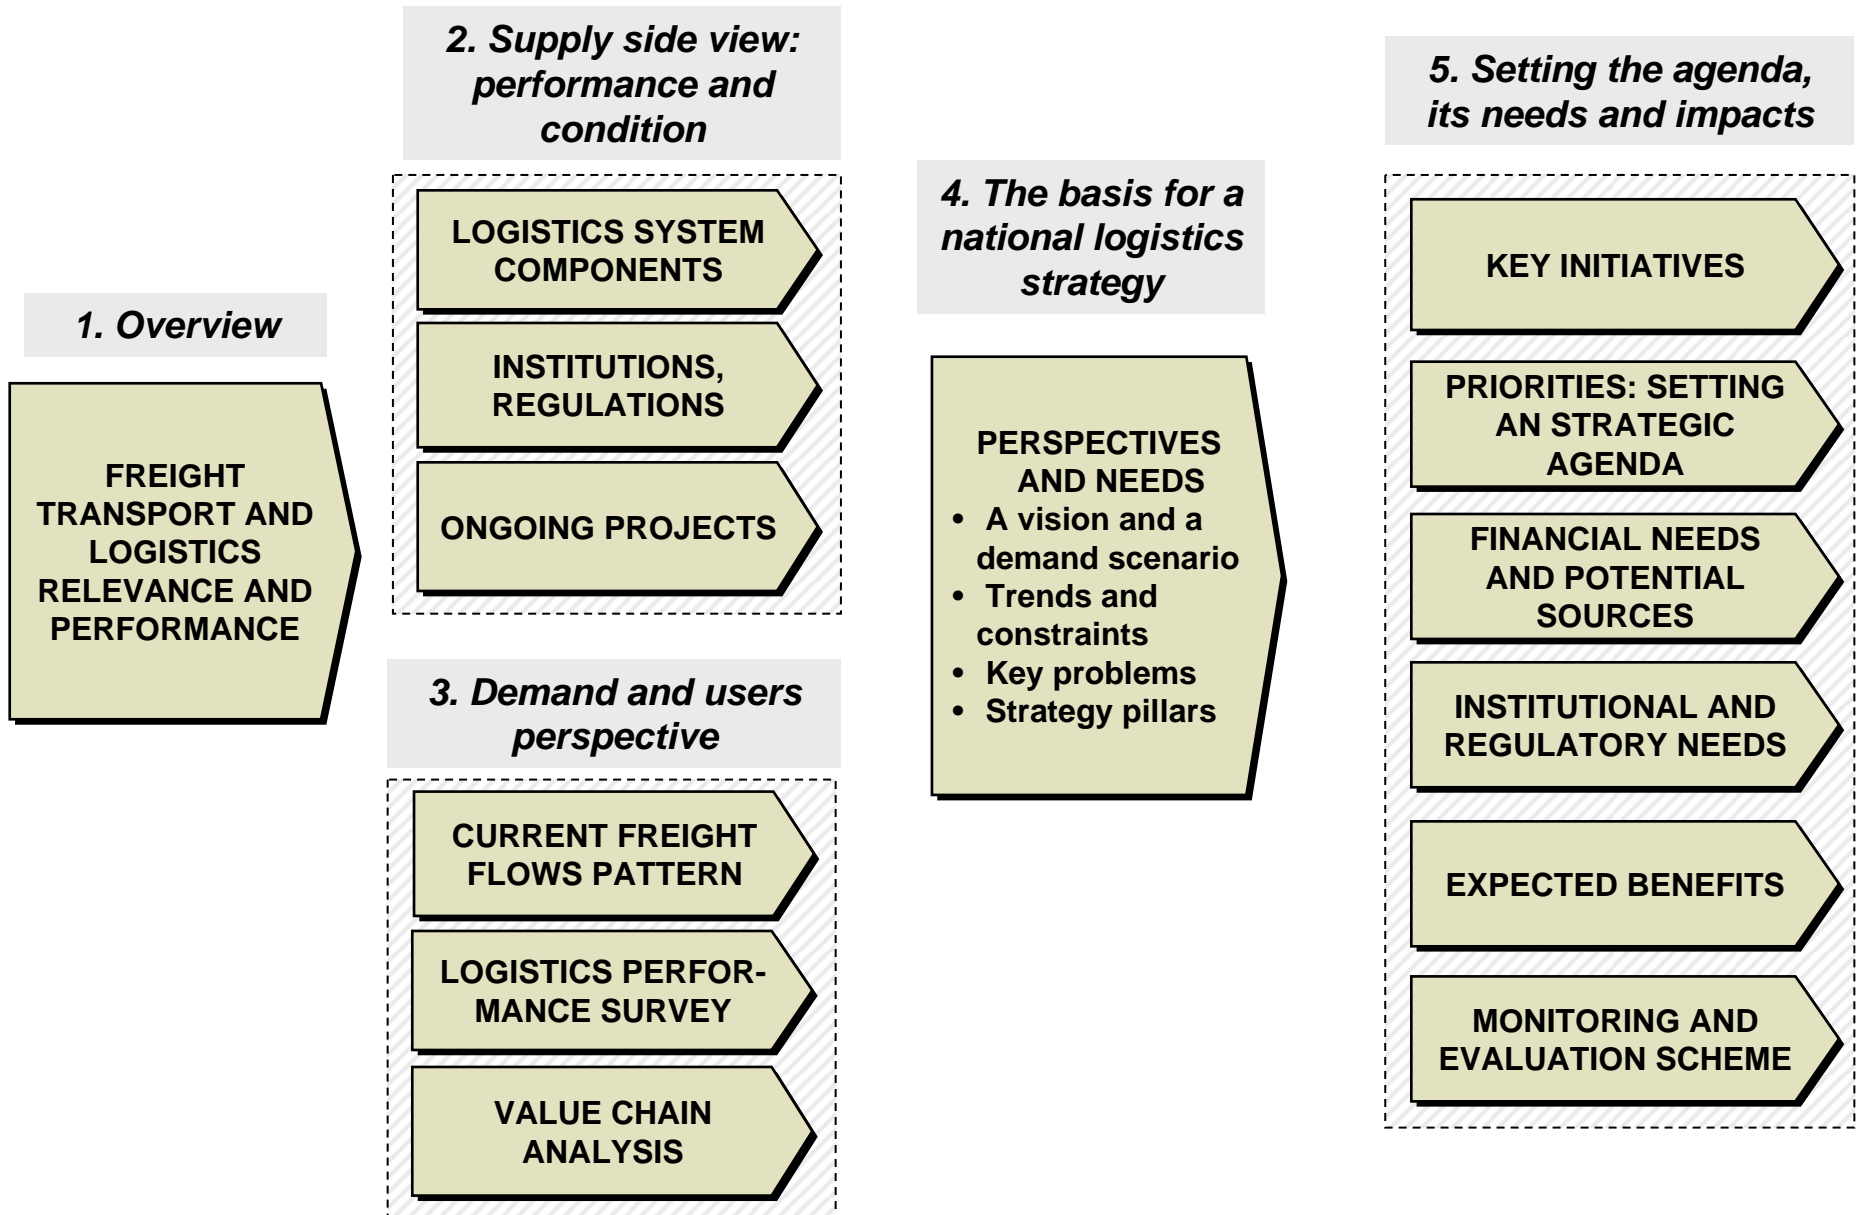 1. Overview
FREIGHT
TRANSPORT AND
LOGISTICS
RELEVANCE AND
PERFORMANCE
2. Supply side view:
performance and
condition
LOGISTICS SYSTEM
COMPONENTS
INSTITUTIONS,
REGULATIONS
ONGOING PROJECTS
3. Demand and users
perspective
CURRENT FREIGHT
FLOWS PATTERN
LOGISTICS PERFOR-
MANCE SURVEY
VALUE CHAIN
ANALYSIS
4. The basis for a
national logistics
strategy
PERSPECTIVES
AND NEEDS
• A vision and a
demand scenario
• Trends and
constraints
• Key problems
• Strategy pillars
5. Setting the agenda,
its needs and impacts
KEY INITIATIVES
PRIORITIES: SETTING
AN STRATEGIC
AGENDA
FINANCIAL NEEDS
AND POTENTIAL
SOURCES
INSTITUTIONAL AND
REGULATORY NEEDS
EXPECTED BENEFITS
MONITORING AND
EVALUATION SCHEME